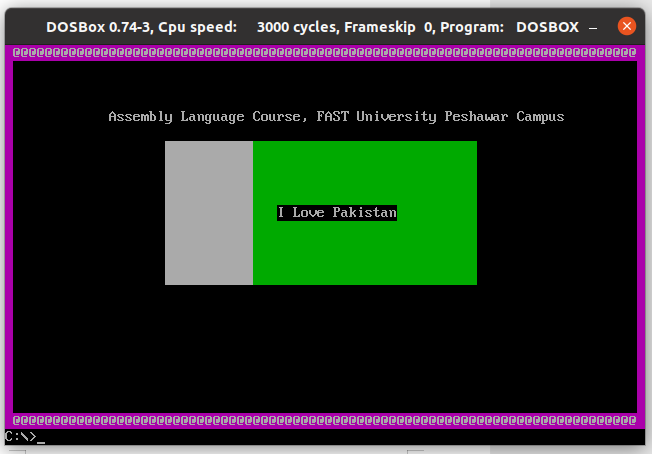 DOSBox 0.74-3, Cpu speed: 3000 cycles, Frameskip 0, Program: DOSBOX
@@@@@@@@@@@@@@@@@@@@@@@@@@@@@@@@@@@@@@@@@@@@@@@@@@@@@@@@@@@@@@@@@@@@@@@@@@@@@@
Assembly Language Course, FAST University Peshawar Campus
I Love Pakistan
@@@@@@@@@@@@@@@@@@@@@@@@@@@@@@@@@@@@@@@@@@@@@@@@@@@@@@@@@@@@@@@@@@@@@@@@@@@@@@
C:\>_